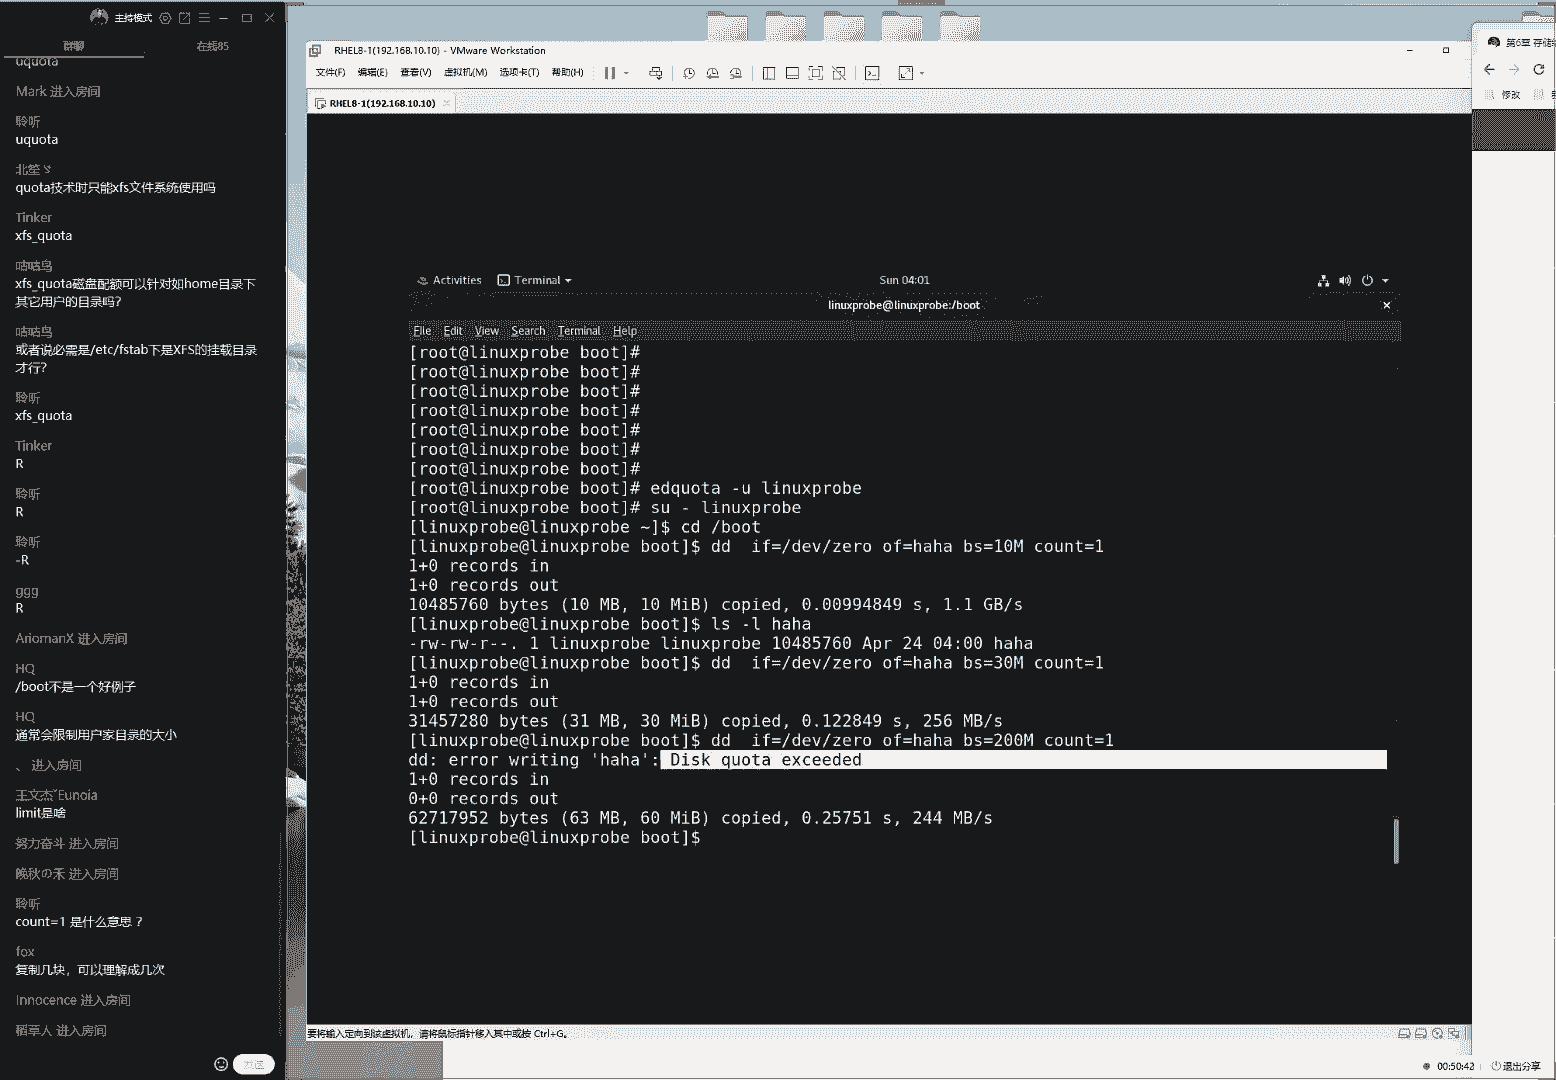 主持模式
群聊
在线85
uquota
Mark 进入房间
聆听
uquota
北笙ゞ
quota技术时只能xfs文件系统使用吗
Tinker
xfs_quota
咕咕鸟
xfs_quota磁盘配额可以针对如home目录下
其它用户的目录吗?
咕咕鸟
或者说必需是/etc/fstab下是XFS的挂载目录
才行?
聆听
xfs_quota
Tinker
R
聆听
R
聆听
-R
ggg
R
AriomanX 进入房间
HQ
/boot不是一个好例子
HQ
通常会限制用户家目录的大小
、 进入房间
王文杰ˇEunoia
limit是啥
努力奋斗 进入房间
晚秋の禾 进入房间
聆听
count=1 是什么意思？
fox
复制几块，可以理解成几次
Innocence 进入房间
稻草人 进入房间
发送
RHEL8-1(192.168.10.10) - VMware Workstation
文件(F) 编辑(E) 查看(V) 虚拟机(M) 选项卡(T) 帮助(H)
RHEL8-1(192.168.10.10)
Activities
Terminal
Sun 04:01
linuxprobe@linuxprobe:/boot
File Edit View Search Terminal Help
[root@linuxprobe boot]#
[root@linuxprobe boot]#
[root@linuxprobe boot]#
[root@linuxprobe boot]#
[root@linuxprobe boot]#
[root@linuxprobe boot]#
[root@linuxprobe boot]#
[root@linuxprobe boot]# edquota -u linuxprobe
[root@linuxprobe boot]# su - linuxprobe
[linuxprobe@linuxprobe ~]$ cd /boot
[linuxprobe@linuxprobe boot]$ dd  if=/dev/zero of=haha bs=10M count=1
1+0 records in
1+0 records out
10485760 bytes (10 MB, 10 MiB) copied, 0.00994849 s, 1.1 GB/s
[linuxprobe@linuxprobe boot]$ ls -l haha
-rw-rw-r--. 1 linuxprobe linuxprobe 10485760 Apr 24 04:00 haha
[linuxprobe@linuxprobe boot]$ dd  if=/dev/zero of=haha bs=30M count=1
1+0 records in
1+0 records out
31457280 bytes (31 MB, 30 MiB) copied, 0.122849 s, 256 MB/s
[linuxprobe@linuxprobe boot]$ dd  if=/dev/zero of=haha bs=200M count=1
dd: error writing 'haha': Disk quota exceeded
1+0 records in
0+0 records out
62717952 bytes (63 MB, 60 MiB) copied, 0.25751 s, 244 MB/s
[linuxprobe@linuxprobe boot]$
要将输入定向到该虚拟机，请将鼠标指针移入其中或按 Ctrl+G。
第6章 存储
修改
00:50:42
退出分享